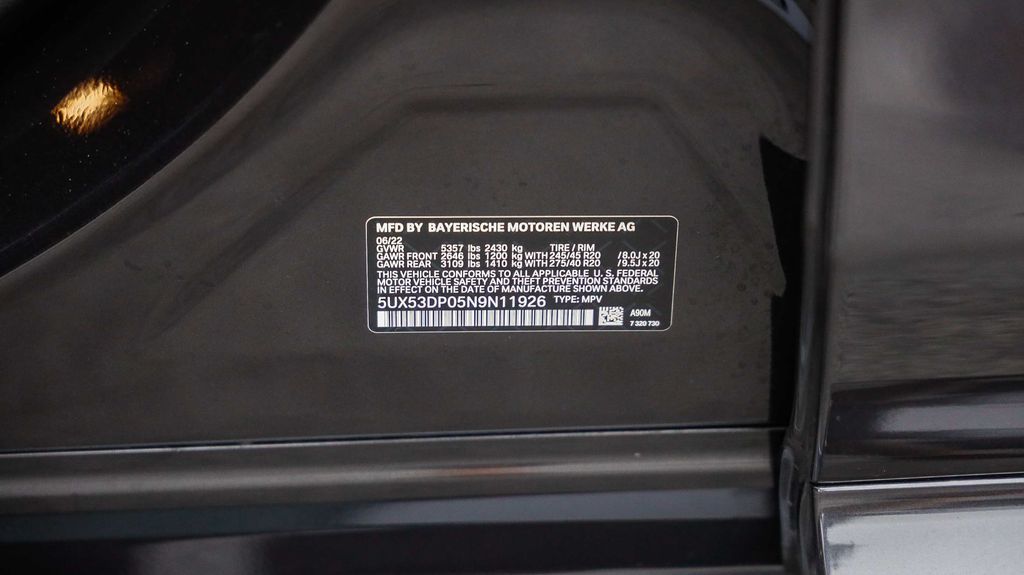 MFD BY BAYERISCHE MOTOREN WERKE AG
06/22
GVWR 5357 lbs 2430 kg TIRE / RIM
GAWR FRONT 2646 lbs 1200 kg WITH 245/45 R20 /8.0J x 20
GAWR REAR 3109 lbs 1410 kg WITH 275/40 R20 /9.5J x 20
THIS VEHICLE CONFORMS TO ALL APPLICABLE U. S. FEDERAL
MOTOR VEHICLE SAFETY AND THEFT PREVENTION STANDARDS
IN EFFECT ON THE DATE OF MANUFACTURE SHOWN ABOVE.
5UX53DP05N9N11926 TYPE: MPV
A90M
7 320 730